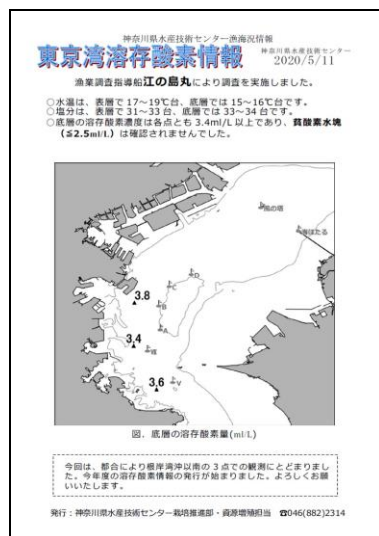 神奈川県水産技術センター漁海況情報
東京湾溶存酸素情報
神奈川県水産技術センター
2020/5/11
漁業調査指導船江の島丸により調査を実施しました。
○水温は、表層で 17~19℃台、底層では 15~16℃台です。
○塩分は、表層で 31~33 台、底層では 33~34 台です。
○底層の溶存酸素濃度は各点とも 3.4ml/L 以上であり、貧酸素水塊
(≦2.5ml/L) は確認されませんでした。
風の塔
海ほたる
D
C
3.8
B
A
3.4
3.6
V
図. 底層の溶存酸素量(ml/L)
今回は、都合により根岸湾沖以南の 3 点での観測にとどまりまし
た。今年度の溶存酸素情報の発行が始まりました。よろしくお願
いいたします。
発行:神奈川県水産技術センター栽培推進部・資源増殖担当 ☎046(882)2314